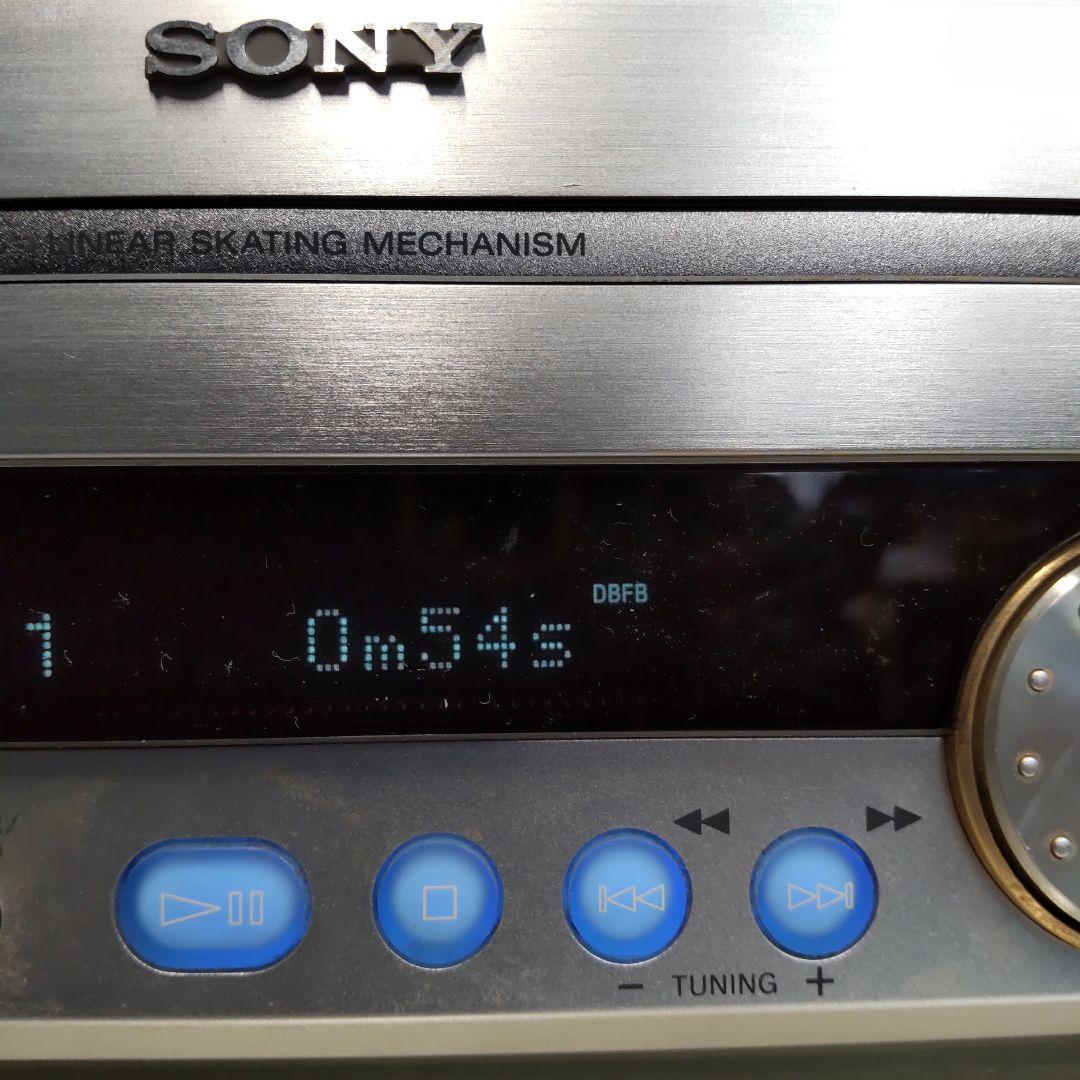 SONY
LINEAR SKATING MECHANISM
DBFB
1 0m54s
− TUNING +